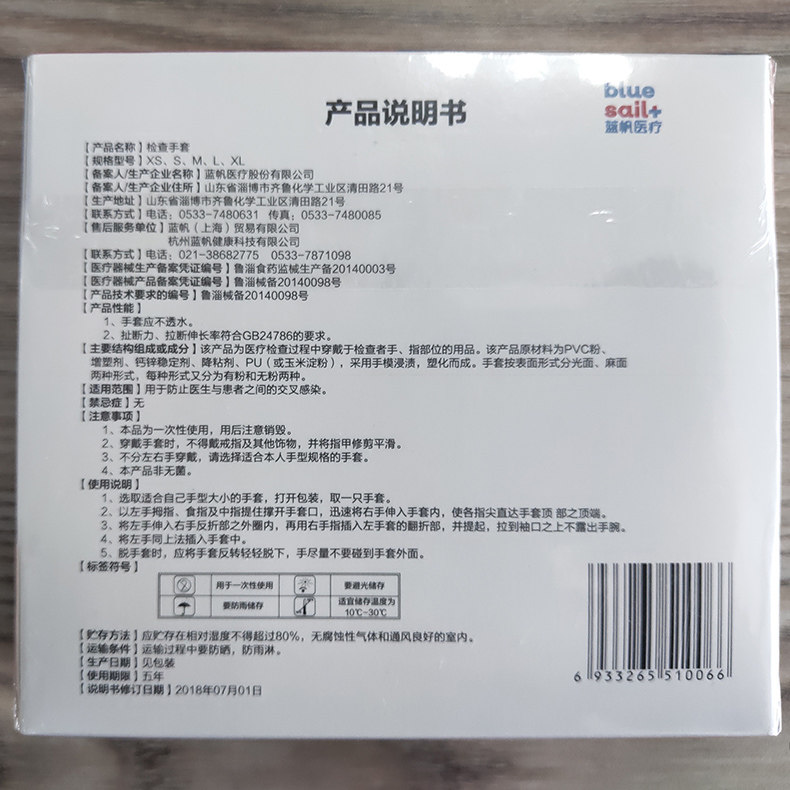 产品说明书
blue
sail+
蓝帆医疗
【产品名称】检查手套
【规格型号】XS、S、M、L、XL
【备案人/生产企业名称】蓝帆医疗股份有限公司
【备案人/生产企业住所】山东省淄博市齐鲁化学工业区清田路21号
【生产地址】山东省淄博市齐鲁化学工业区清田路21号
【联系方式】电话：0533-7480631 传真：0533-7480085
【售后服务单位】蓝帆（上海）贸易有限公司
杭州蓝帆健康科技有限公司
【联系方式】电话：021-38682775 0533-7871098
【医疗器械生产备案凭证编号】鲁淄食药监械生产备20140003号
【医疗器械产品备案凭证编号】鲁淄械备20140098号
【产品技术要求的编号】鲁淄械备20140098号
【产品性能】
1、手套应不透水。
2、扯断力、拉断伸长率符合GB24786的要求。
【主要结构组成或成分】该产品为医疗检查过程中穿戴于检查者手、指部位的用品。该产品原材料为PVC粉、
增塑剂、钙锌稳定剂、降粘剂、PU（或玉米淀粉），采用手模浸渍，塑化而成。手套按表面形式分光面、麻面
两种形式，每种形式又分为有粉和无粉两种。
【适用范围】用于防止医生与患者之间的交叉感染。
【禁忌症】无
【注意事项】
1、本品为一次性使用，用后注意销毁。
2、穿戴手套时，不得戴戒指及其他饰物，并将指甲修剪平滑。
3、不分左右手穿戴，请选择适合本人手型规格的手套。
4、本产品非无菌。
【使用说明】
1、选取适合自己手型大小的手套，打开包装，取一只手套。
2、以左手拇指、食指及中指提住撑开手套口，迅速将右手伸入手套内，使各指尖直达手套顶 部之顶端。
3、将左手伸入右手反折部之外圈内，再用右手指插入左手套的翻折部，并提起，拉到袖口之上不露出手腕。
4、将左手同上法插入手套中。
5、脱手套时，应将手套反转轻轻脱下，手尽量不要碰到手套外面。
【标签符号】
用于一次性使用 要避光储存
要防雨储存 适宜储存温度为
10℃~30℃
【贮存方法】应贮存在相对湿度不得超过80%，无腐蚀性气体和通风良好的室内。
【运输条件】运输过程中要防晒，防雨淋。
【生产日期】见包装
【使用期限】五年
【说明书修订日期】2018年07月01日
6 933265 510066